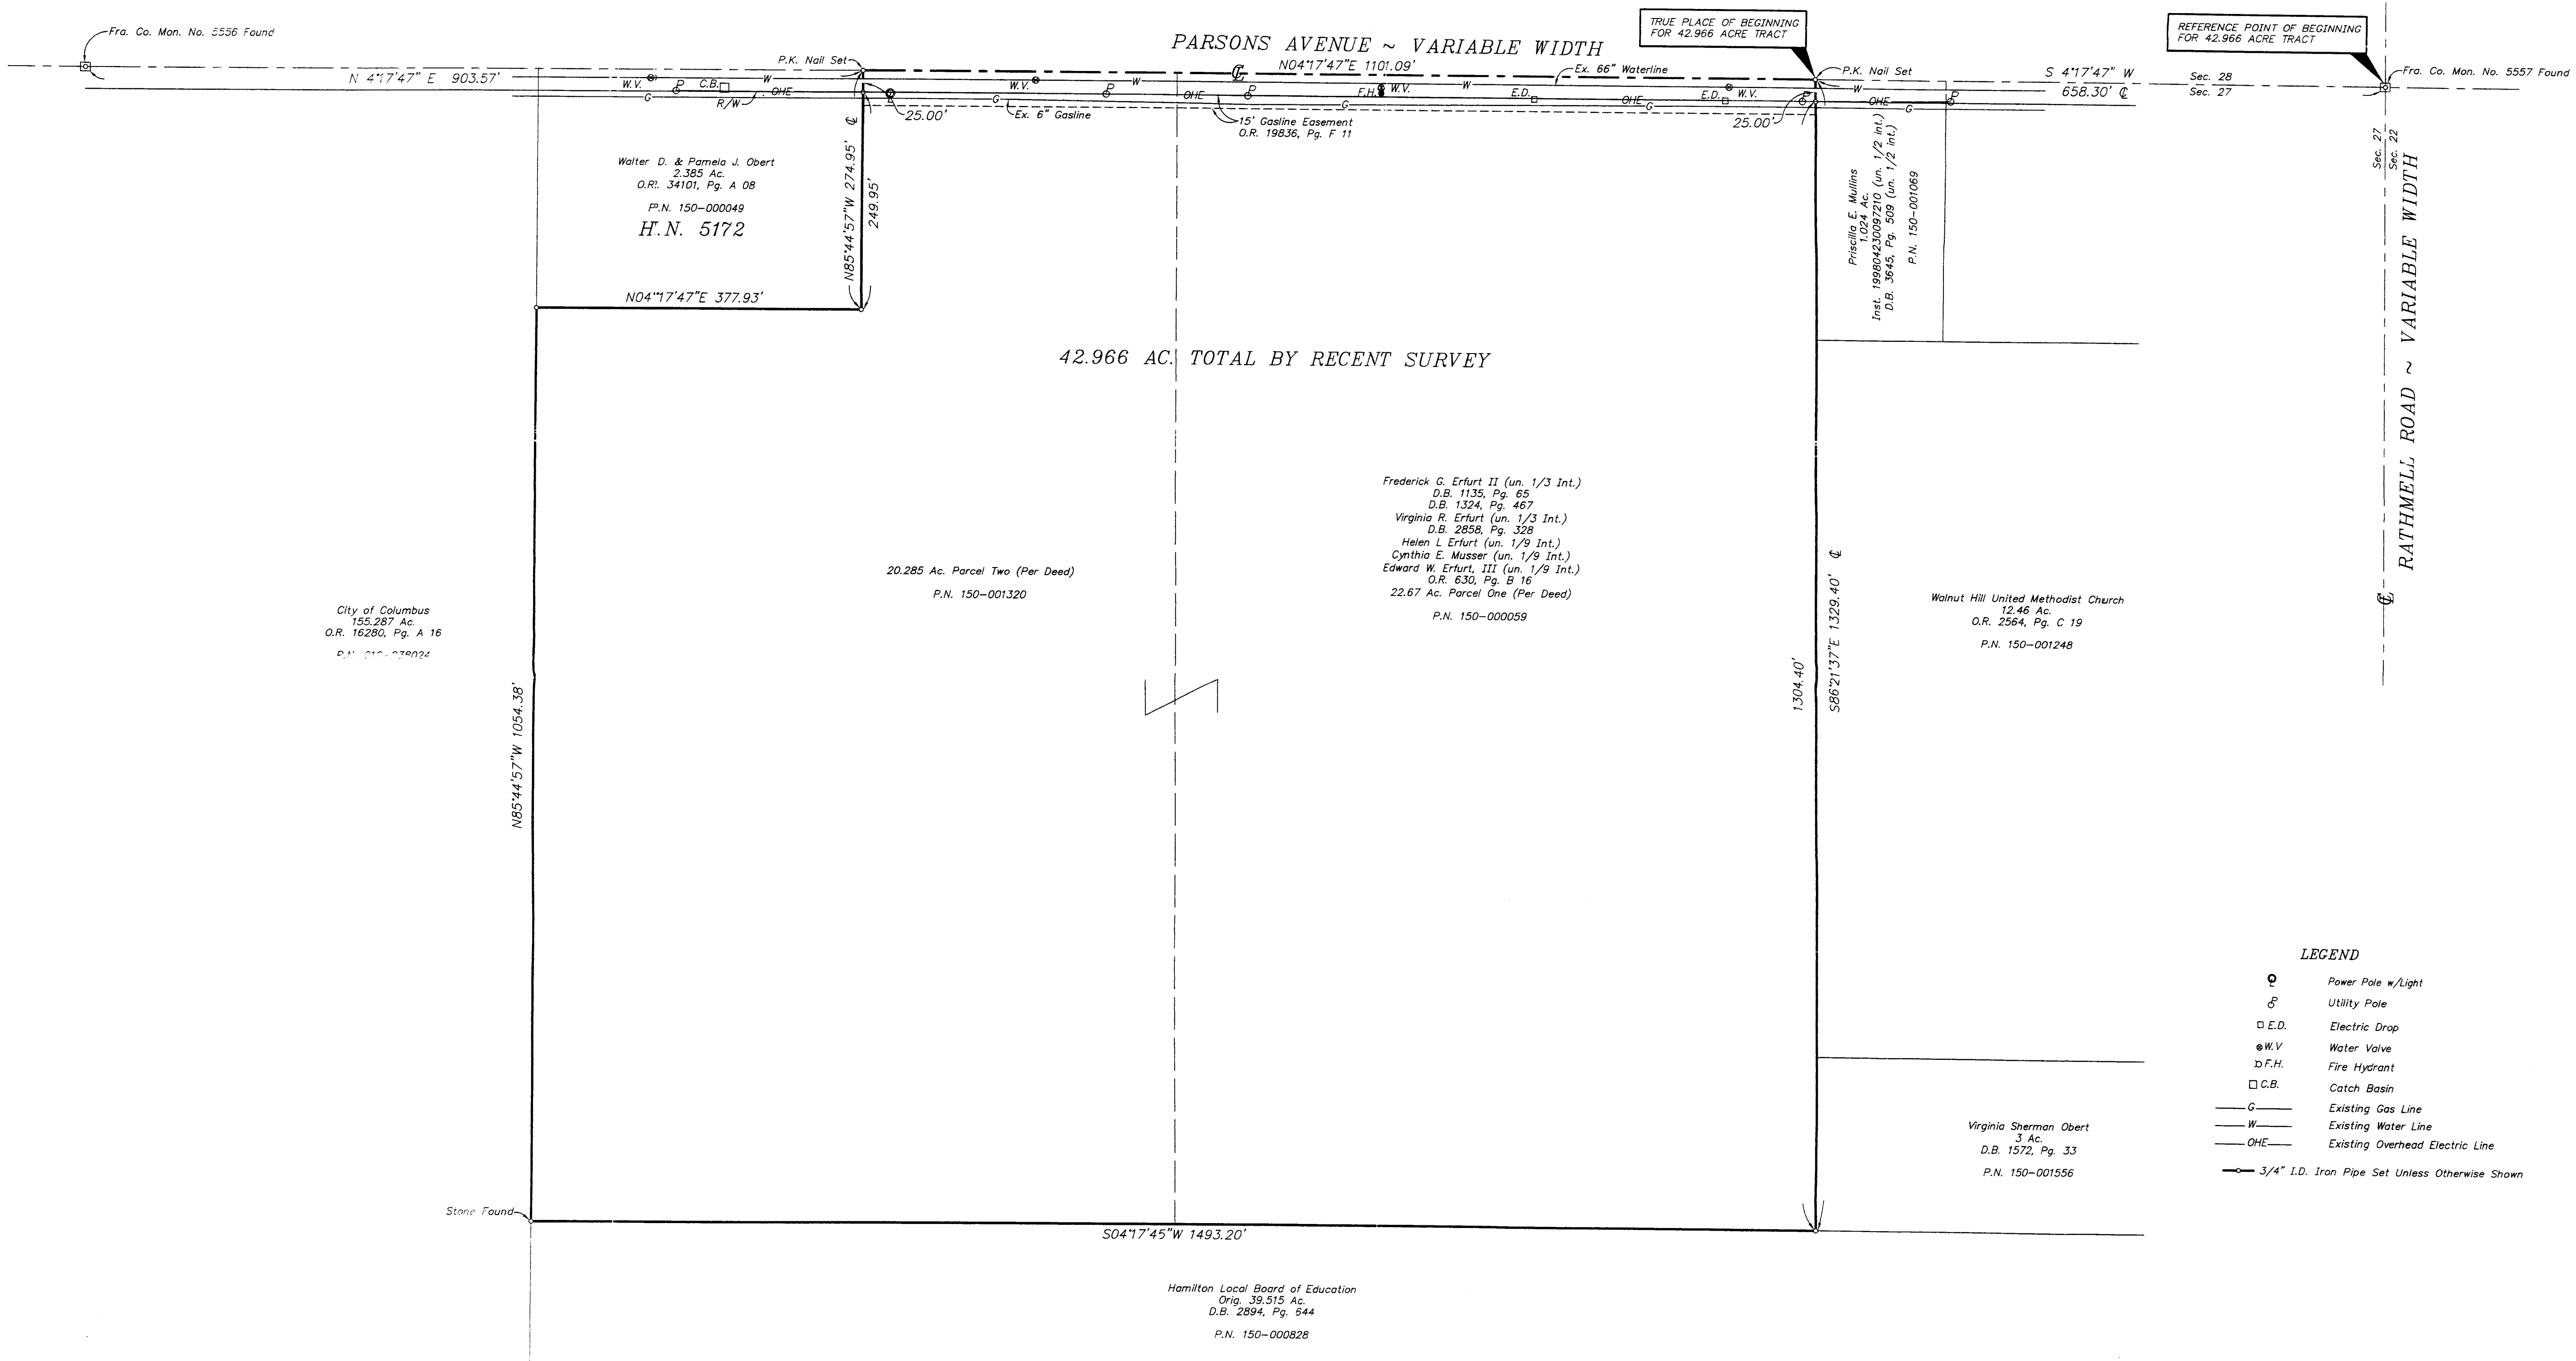 Fra. Co. Mon. No. 5556 Found
N 4°17'47" E 903.57'
P.K. Nail Set
PARSONS AVENUE ~ VARIABLE WIDTH
N04°17'47"E 1101.09'
Ex. 66" Waterline
TRUE PLACE OF BEGINNING
FOR 42.966 ACRE TRACT
P.K. Nail Set
REFERENCE POINT OF BEGINNING
FOR 42.966 ACRE TRACT
S 4°17'47" W
658.30' ℄
Sec. 28
Sec. 27
Fra. Co. Mon. No. 5557 Found
W.V.
P
C.B.
W
OHE
G
R/W
25.00'
W.V.
W
P
G
Ex. 6" Gasline
OHE
P
15' Gasline Easement
O.R. 19836, Pg. F 11
G
F.H.
W.V.
W
E.D.
OHE
G
E.D.
W.V.
P
25.00'
W
OHE
G
P
℄
Sec. 27
Sec. 22
RATHMELL ROAD ~ VARIABLE WIDTH
℄
Walter D. & Pamela J. Obert
2.385 Ac.
O.R. 34101, Pg. A 08
P.N. 150-000049
H.N. 5172
N85°44'57"W 274.95' ℄
249.95'
N04°17'47"E 377.93'
Priscilla E. Mullins
1.024 Ac.
Inst. 199804230097210 (un. 1/2 int.)
D.B. 3645, Pg. 509 (un. 1/2 int.)
P.N. 150-001069
42.966 AC. TOTAL BY RECENT SURVEY
Frederick G. Erfurt II (un. 1/3 Int.)
D.B. 1135, Pg. 65
D.B. 1324, Pg. 467
Virginia R. Erfurt (un. 1/3 Int.)
D.B. 2858, Pg. 328
Helen L Erfurt (un. 1/9 Int.)
Cynthia E. Musser (un. 1/9 Int.)
Edward W. Erfurt, III (un. 1/9 Int.)
O.R. 630, Pg. B 16
22.67 Ac. Parcel One (Per Deed)
P.N. 150-000059
20.285 Ac. Parcel Two (Per Deed)
P.N. 150-001320
City of Columbus
155.287 Ac.
O.R. 16280, Pg. A 16
P.N.
N85°44'57"W 1054.38'
1304.40'
S86°21'37"E 1329.40' ℄
Walnut Hill United Methodist Church
12.46 Ac.
O.R. 2564, Pg. C 19
P.N. 150-001248
Virginia Sherman Obert
3 Ac.
D.B. 1572, Pg. 33
P.N. 150-001556
Stone Found
S04°17'45"W 1493.20'
Hamilton Local Board of Education
Orig. 39.515 Ac.
D.B. 2894, Pg. 644
P.N. 150-000828
LEGEND
Power Pole w/Light
P Utility Pole
E.D. Electric Drop
W.V Water Valve
F.H. Fire Hydrant
C.B. Catch Basin
G Existing Gas Line
W Existing Water Line
OHE Existing Overhead Electric Line
3/4" I.D. Iron Pipe Set Unless Otherwise Shown